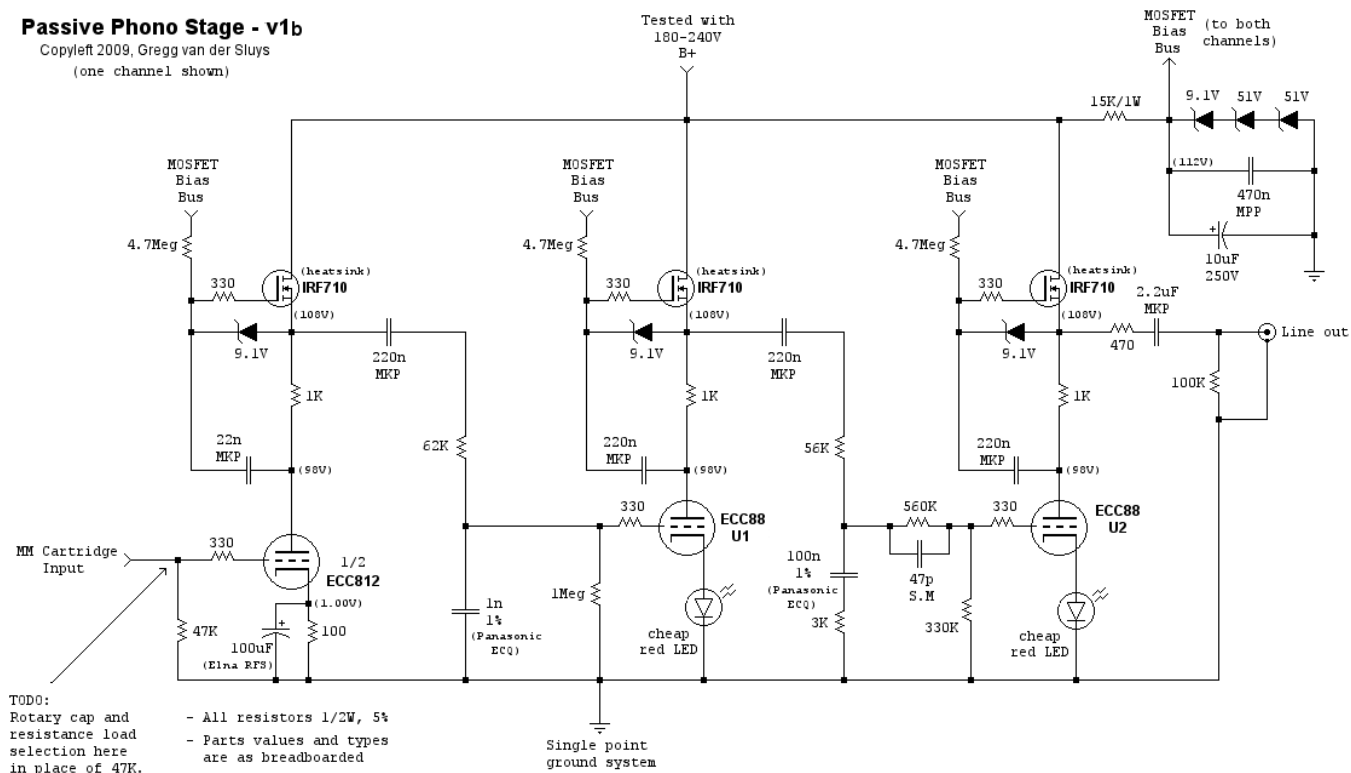 Passive Phono Stage - v1b
Copyleft 2009, Gregg van der Sluys
(one channel shown)
Tested with
180-240V
B+
MOSFET
Bias
Bus
(to both
channels)
15K/1W
9.1V
51V
51V
(112V)
470n
MPP
+
10uF
250V
MOSFET
Bias
Bus
4.7Meg
330
(heatsink)
IRF710
(108V)
9.1V
220n
MKP
1K
22n
MKP
(98V)
62K
MOSFET
Bias
Bus
4.7Meg
330
(heatsink)
IRF710
(108V)
9.1V
220n
MKP
1K
220n
MKP
(98V)
56K
MOSFET
Bias
Bus
4.7Meg
330
(heatsink)
IRF710
(108V)
9.1V
470
2.2uF
MKP
Line out
100K
1K
220n
MKP
(98V)
MM Cartridge
Input
330
1/2
ECC812
(1.00V)
47K
+
100uF
(Elna RFS)
100
1n
1%
(Panasonic
ECQ)
330
ECC88
U1
1Meg
cheap
red LED
100n
1%
(Panasonic
ECQ)
3K
560K
47p
S.M
330
330K
ECC88
U2
cheap
red LED
TODO:
Rotary cap and
resistance load
selection here
in place of 47K.
- All resistors 1/2W, 5%
- Parts values and types
are as breadboarded
Single point
ground system